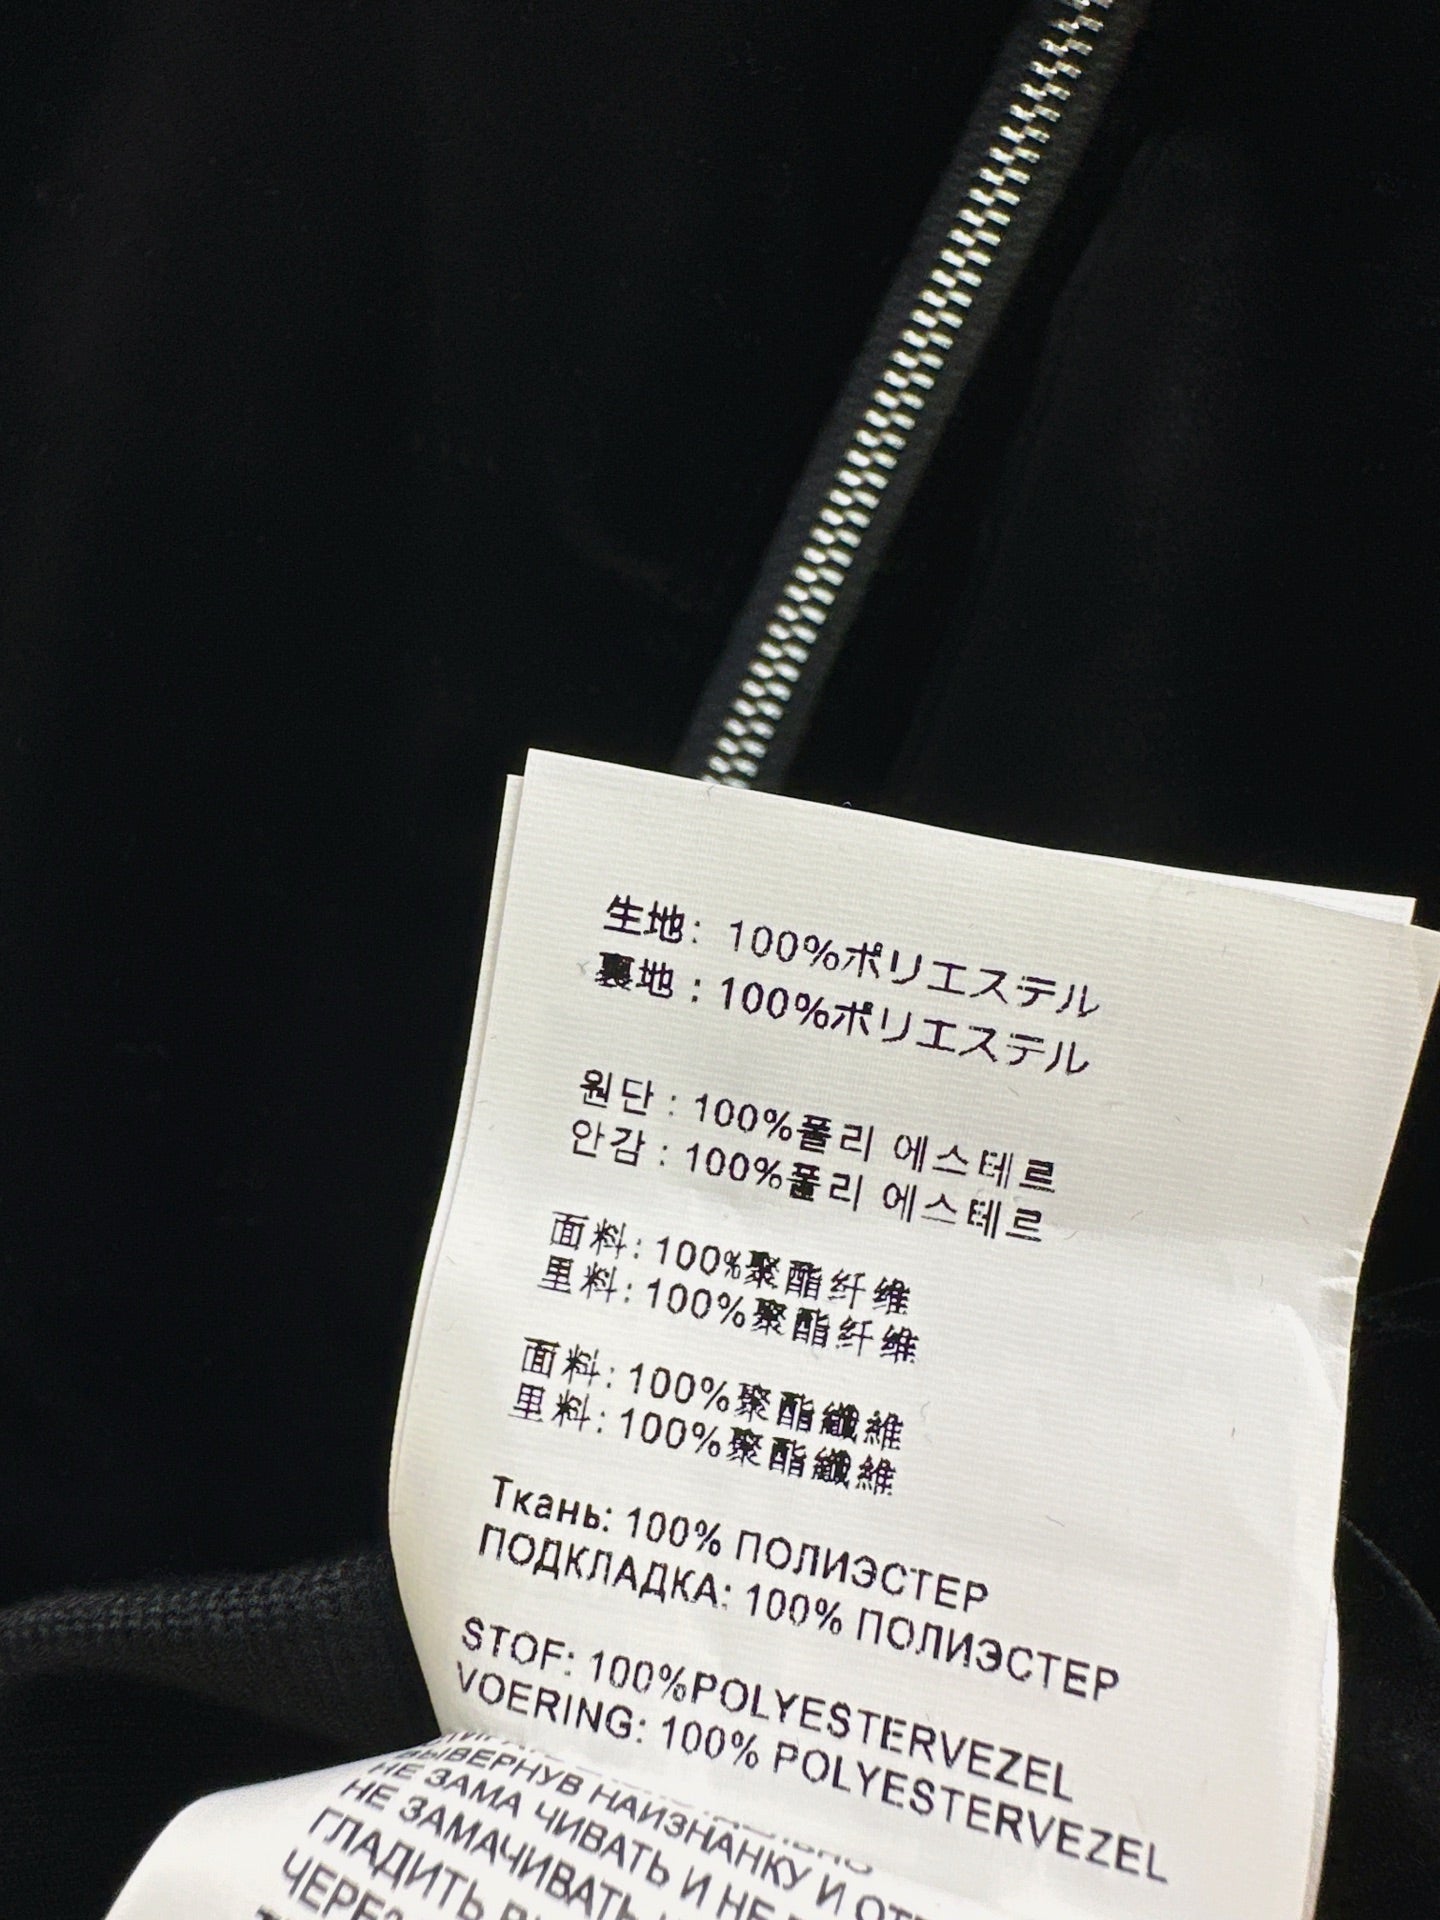 生地: 100%ポリエステル
裏地 : 100%ポリエステル
원단 : 100%폴리 에스테르
안감 : 100%폴리 에스테르
面料: 100%聚酯纤维
里料: 100%聚酯纤维
面料: 100%聚酯纖維
里料: 100%聚酯纖維
Ткань: 100% ПОЛИЭСТЕР
ПОДКЛАДКА: 100% ПОЛИЭСТЕР
STOF: 100%POLYESTERVEZEL
VOERING: 100% POLYESTERVEZEL
ВЫВЕРНУВ НАИЗНАНКУ И
НЕ ЗАМА ЧИВАТЬ И НЕ
НЕ ЗАМАЧИВАТЬ
ГЛАДИТЬ